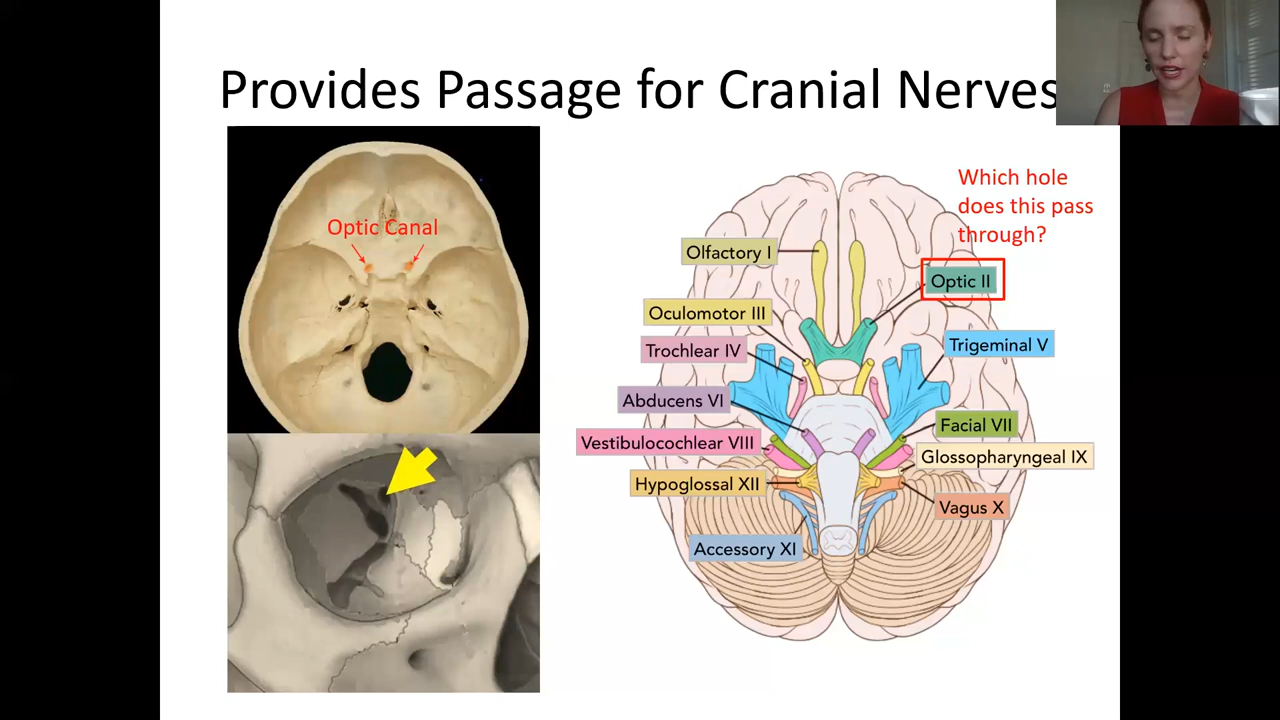 Provides Passage for Cranial Nerves
Optic Canal
Which hole
does this pass
through?
Olfactory I
Optic II
Oculomotor III
Trochlear IV
Trigeminal V
Abducens VI
Facial VII
Vestibulocochlear VIII
Glossopharyngeal IX
Hypoglossal XII
Vagus X
Accessory XI